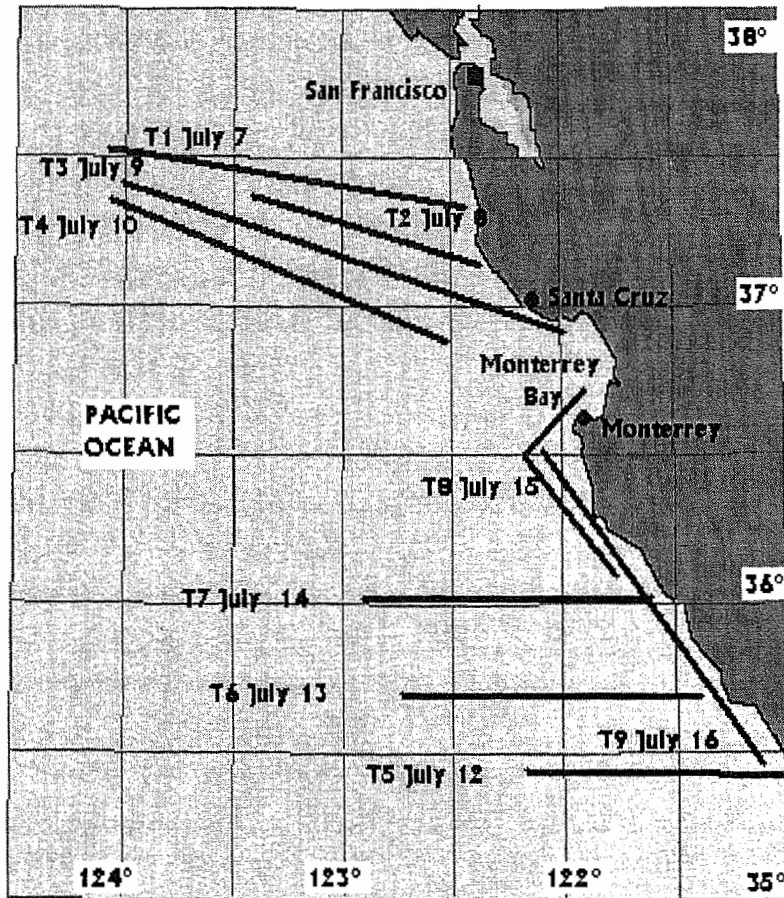 38°
San Francisco
T1 July 7
T3 July 9
T2 July 8
T4 July 10
37°
Santa Cruz
Monterrey
Bay
PACIFIC
OCEAN
Monterrey
T8 July 15
36°
T7 July 14
T6 July 13
T9 July 16
T5 July 12
124°
123°
122°
35°